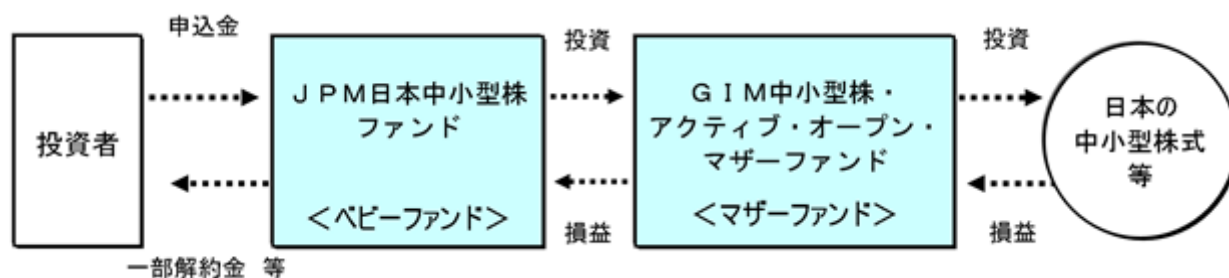 申込金
投資
投資
投資者
ＪＰＭ日本中小型株
ファンド
＜ベビーファンド＞
ＧＩＭ中小型株・
アクティブ・オープン・
マザーファンド
＜マザーファンド＞
日本の
中小型株式
等
一部解約金 等
損益
損益